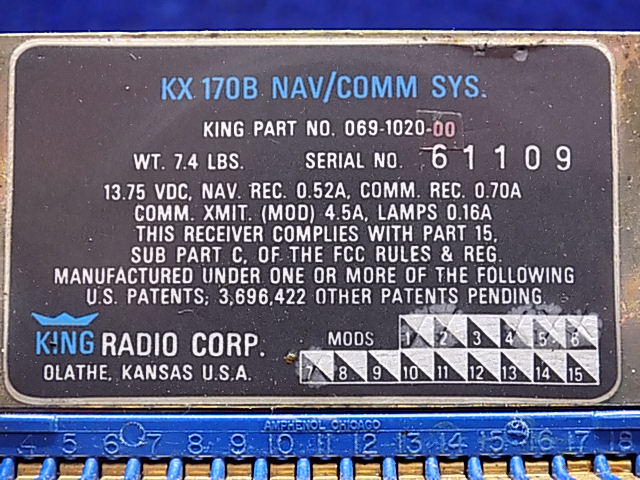 KX 170B NAV/COMM SYS.
KING PART NO. 069-1020-00
WT. 7.4 LBS. SERIAL NO. 61109
13.75 VDC, NAV. REC. 0.52A, COMM. REC. 0.70A
COMM. XMIT. (MOD) 4.5A, LAMPS 0.16A
THIS RECEIVER COMPLIES WITH PART 15,
SUB PART C, OF THE FCC RULES & REG.
MANUFACTURED UNDER ONE OR MORE OF THE FOLLOWING
U.S. PATENTS; 3,696,422 OTHER PATENTS PENDING
KING RADIO CORP.
OLATHE, KANSAS U.S.A.
MODS 1 2 3 4 5 6
7 8 9 10 11 12 13 14 15
AMPHENOL CHICAGO
4 5 6 7 8 9 10 11 12 13 14 15 16 17 18